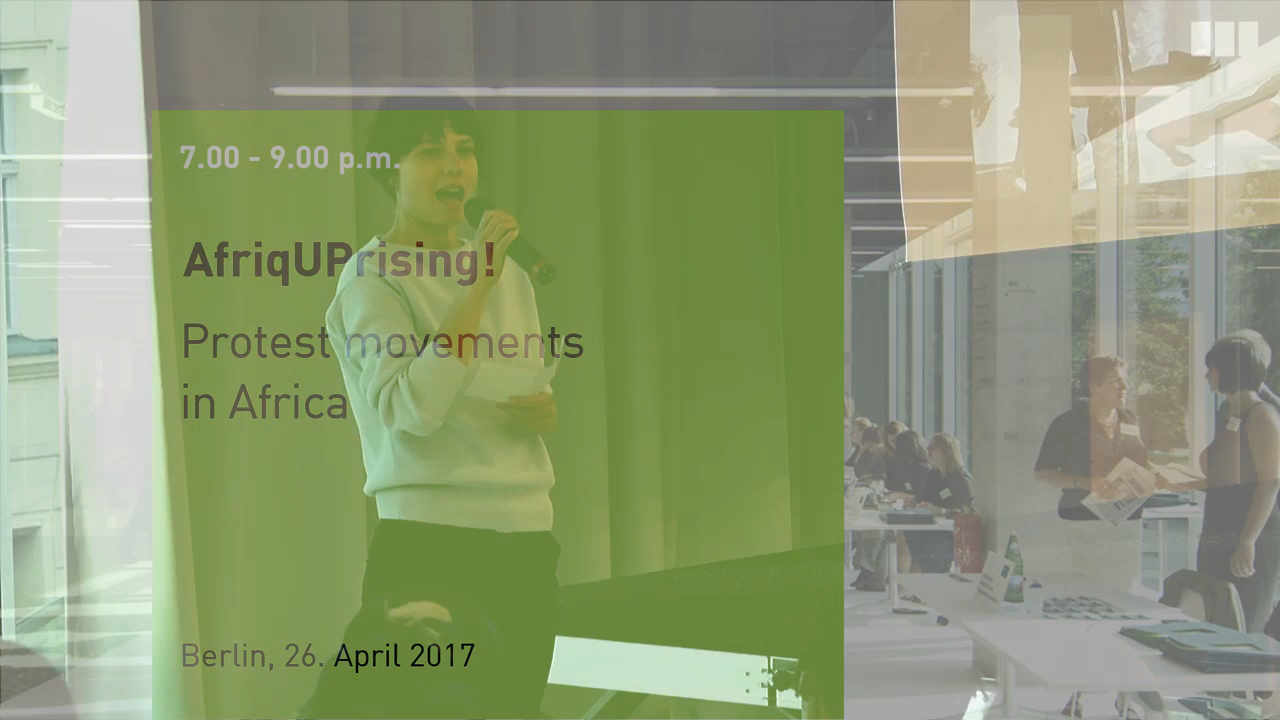 7.00 - 9.00 p.m.
AfriqUPrising!
Protest movements
in Africa
Berlin, 26. April 2017